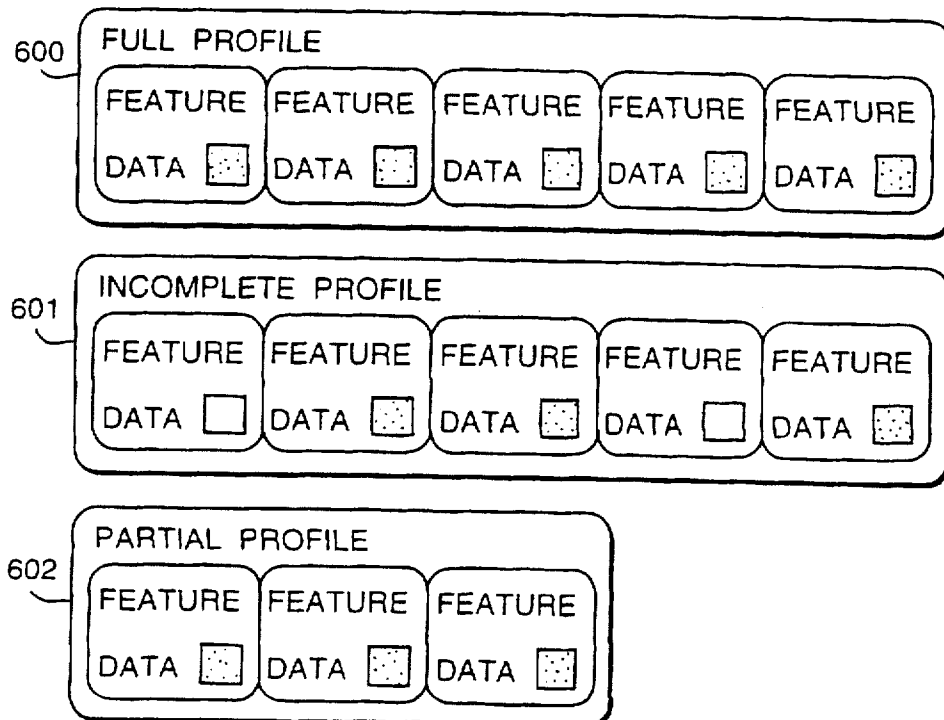 600
FULL PROFILE
FEATURE FEATURE FEATURE FEATURE FEATURE
DATA DATA DATA DATA DATA
601
INCOMPLETE PROFILE
FEATURE FEATURE FEATURE FEATURE FEATURE
DATA DATA DATA DATA DATA
602
PARTIAL PROFILE
FEATURE FEATURE FEATURE
DATA DATA DATA